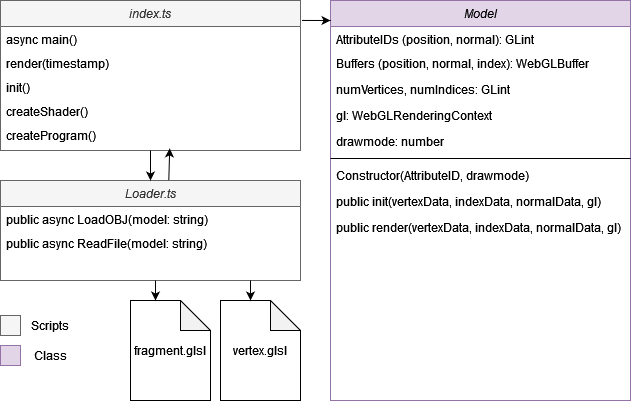 index.ts
async main()
render(timestamp)
init()
createShader()
createProgram()
Loader.ts
public async LoadOBJ(model: string)
public async ReadFile(model: string)
fragment.glsl
vertex.glsl
Scripts
Class
Model
AttributeIDs (position, normal): GLint
Buffers (position, normal, index): WebGLBuffer
numVertices, numIndices: GLint
gl: WebGLRenderingContext
drawmode: number
Constructor(AttributeID, drawmode)
public init(vertexData, indexData, normalData, gl)
public render(vertexData, indexData, normalData, gl)